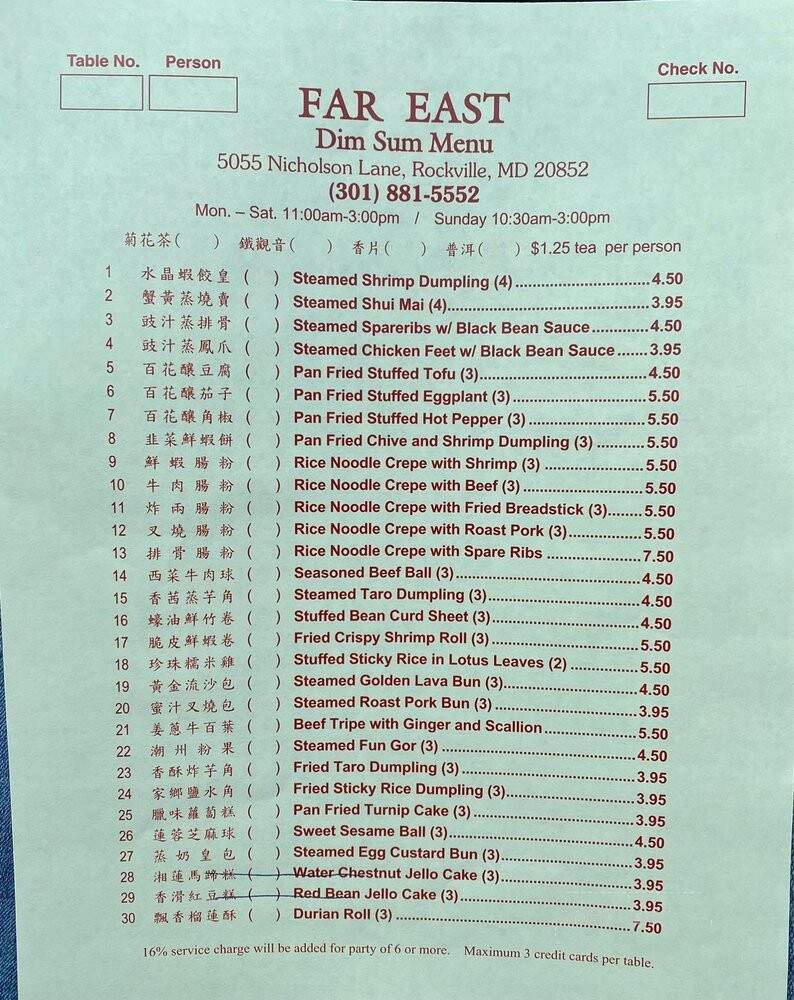 Table No. Person
Check No.
FAR EAST
Dim Sum Menu
5055 Nicholson Lane, Rockville, MD 20852
(301) 881-5552
Mon. – Sat. 11:00am-3:00pm / Sunday 10:30am-3:00pm
菊花茶( ) 鐵觀音( ) 香片( ) 普洱( ) $1.25 tea per person
1 水晶蝦餃皇 ( ) Steamed Shrimp Dumpling (4)..............................4.50
2 蟹黃蒸燒賣 ( ) Steamed Shui Mai (4)..............................3.95
3 豉汁蒸排骨 ( ) Steamed Spareribs w/ Black Bean Sauce.............4.50
4 豉汁蒸鳳爪 ( ) Steamed Chicken Feet w/ Black Bean Sauce.......3.95
5 百花釀豆腐 ( ) Pan Fried Stuffed Tofu (3)..............................4.50
6 百花釀茄子 ( ) Pan Fried Stuffed Eggplant (3)..............................5.50
7 百花釀角椒 ( ) Pan Fried Stuffed Hot Pepper (3)...........................5.50
8 韭菜鮮蝦餅 ( ) Pan Fried Chive and Shrimp Dumpling (3)............5.50
9 鮮蝦腸粉 ( ) Rice Noodle Crepe with Shrimp (3).......................5.50
10 牛肉腸粉 ( ) Rice Noodle Crepe with Beef (3)............................5.50
11 炸兩腸粉 ( ) Rice Noodle Crepe with Fried Breadstick (3)........5.50
12 叉燒腸粉 ( ) Rice Noodle Crepe with Roast Pork (3).................5.50
13 排骨腸粉 ( ) Rice Noodle Crepe with Spare Ribs.....................7.50
14 西菜牛肉球 ( ) Seasoned Beef Ball (3)..............................4.50
15 香茜蒸芋角 ( ) Steamed Taro Dumpling (3)..............................4.50
16 蠔油鮮竹卷 ( ) Stuffed Bean Curd Sheet (3)..............................4.50
17 脆皮鮮蝦卷 ( ) Fried Crispy Shrimp Roll (3)..............................5.50
18 珍珠糯米雞 ( ) Stuffed Sticky Rice in Lotus Leaves (2)................5.50
19 黃金流沙包 ( ) Steamed Golden Lava Bun (3)..............................4.50
20 蜜汁叉燒包 ( ) Steamed Roast Pork Bun (3)..............................3.95
21 姜蔥牛百葉 ( ) Beef Tripe with Ginger and Scallion......................5.50
22 潮州粉果 ( ) Steamed Fun Gor (3)..............................4.50
23 香酥炸芋角 ( ) Fried Taro Dumpling (3)..............................3.95
24 家鄉鹽水角 ( ) Fried Sticky Rice Dumpling (3)..............................3.95
25 臘味蘿蔔糕 ( ) Pan Fried Turnip Cake (3)..............................3.95
26 蓮蓉芝麻球 ( ) Sweet Sesame Ball (3)..............................4.50
27 蒸奶皇包 ( ) Steamed Egg Custard Bun (3)..............................3.95
28 湘蓮馬蹄糕 ( ) Water Chestnut Jello Cake (3)..............................3.95
29 香滑紅豆糕 ( ) Red Bean Jello Cake (3)..............................3.95
30 飄香榴蓮酥 ( ) Durian Roll (3)..............................7.50
16% service charge will be added for party of 6 or more. Maximum 3 credit cards per table.